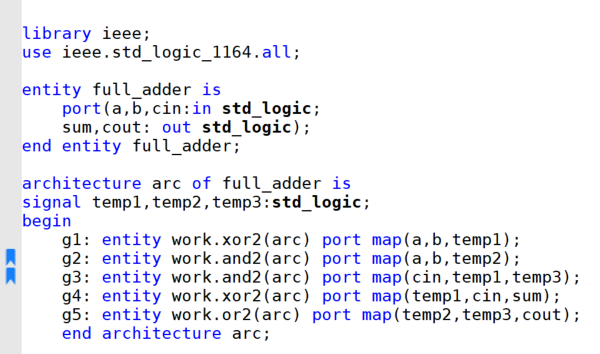 library ieee;
use ieee.std_logic_1164.all;

entity full_adder is
    port(a,b,cin:in std_logic;
    sum,cout: out std_logic);
end entity full_adder;

architecture arc of full_adder is
signal temp1,temp2,temp3:std_logic;
begin
    g1: entity work.xor2(arc) port map(a,b,temp1);
    g2: entity work.and2(arc) port map(a,b,temp2);
    g3: entity work.and2(arc) port map(cin,temp1,temp3);
    g4: entity work.xor2(arc) port map(temp1,cin,sum);
    g5: entity work.or2(arc) port map(temp2,temp3,cout);
    end architecture arc;